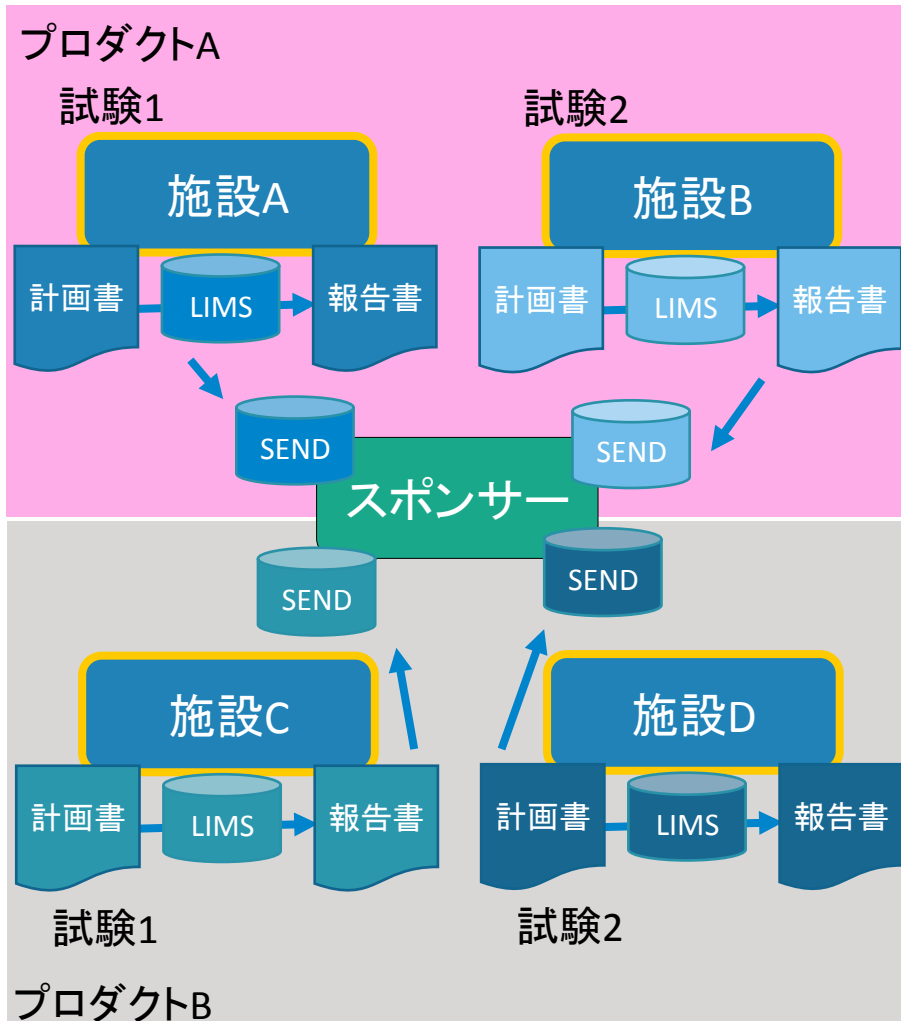 プロダクトA
試験1
試験2
施設A
施設B
計画書
LIMS
報告書
計画書
LIMS
報告書
SEND
SEND
スポンサー
SEND
SEND
施設C
施設D
計画書
LIMS
報告書
計画書
LIMS
報告書
試験1
試験2
プロダクトB